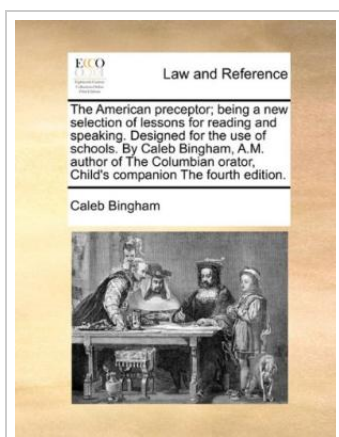 ECCO
Law and Reference
The American preceptor; being a new
selection of lessons for reading and
speaking. Designed for the use of
schools. By Caleb Bingham, A.M.
author of The Columbian orator,
Child's companion The fourth edition.
Caleb Bingham